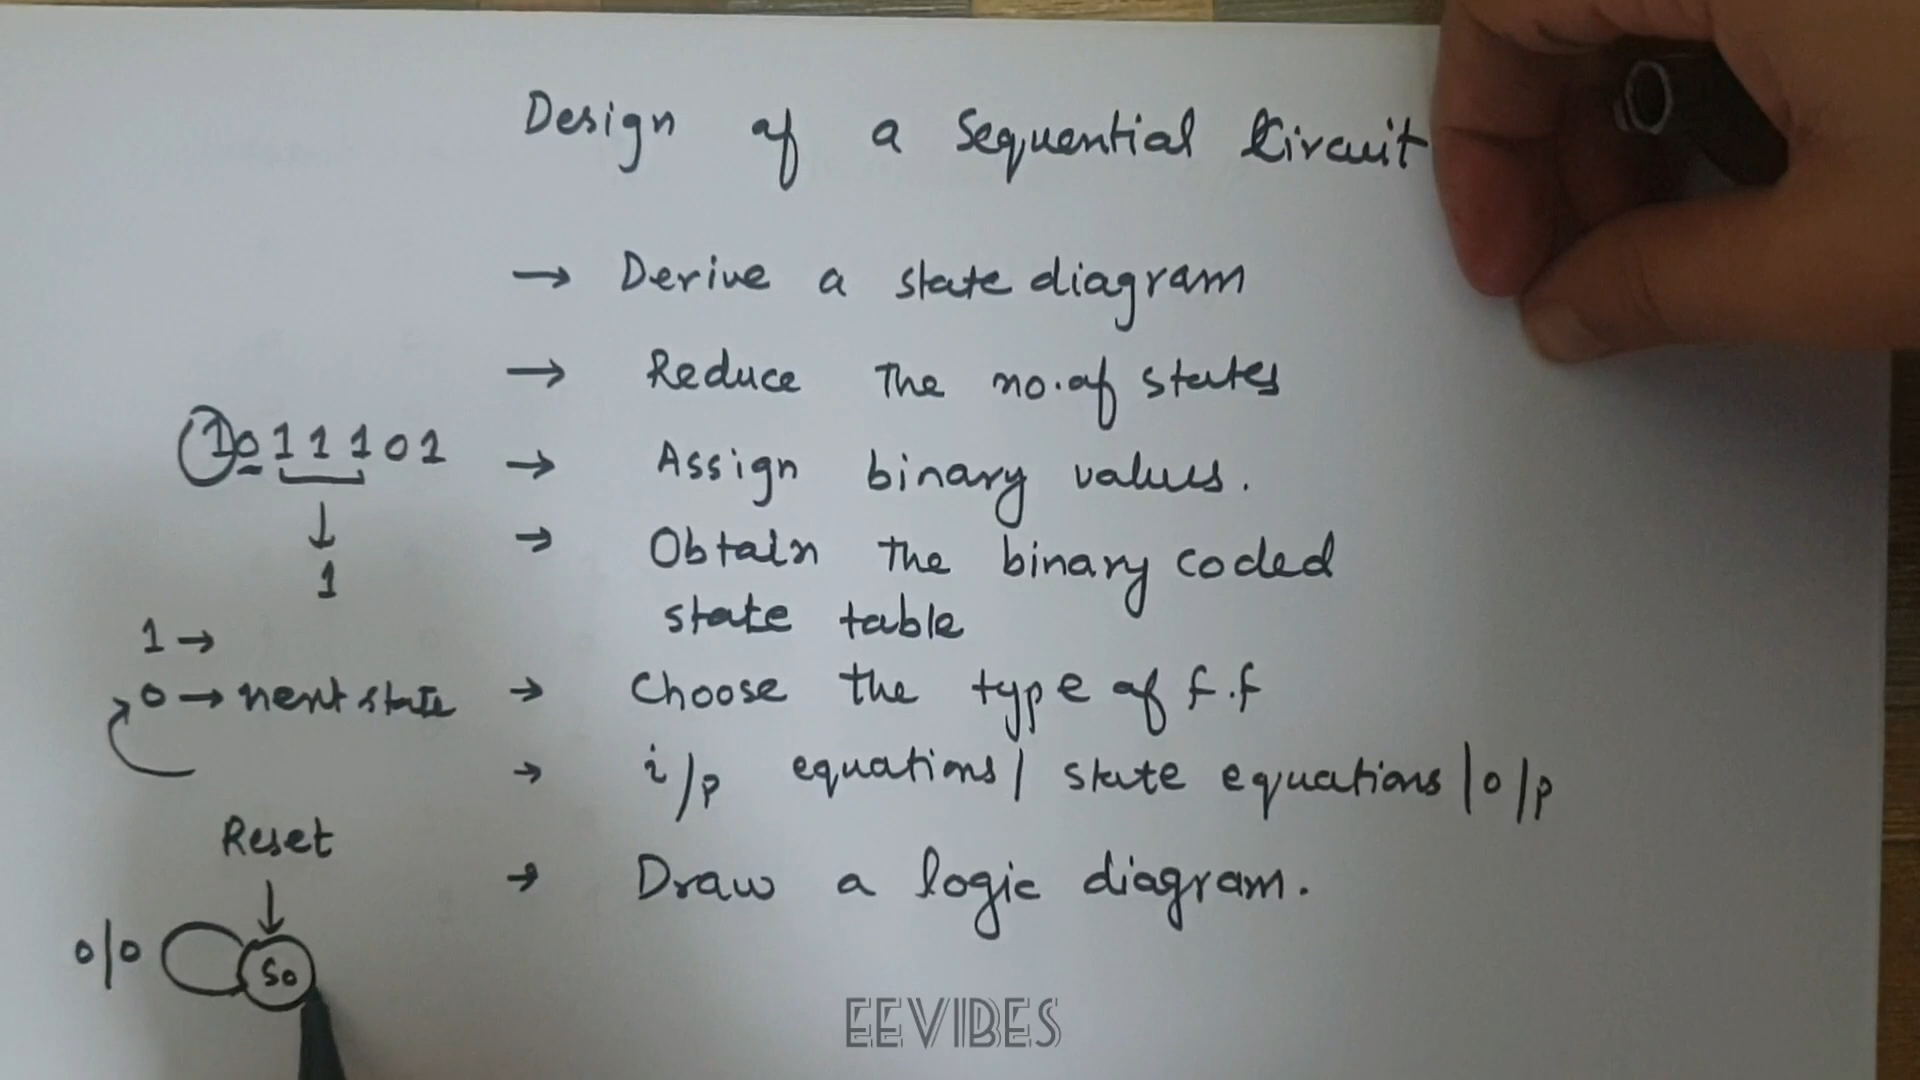 Design of a Sequential Circuit
→ Derive a state diagram
→ Reduce the no. of states
1011101
→ Assign binary values.
↓
1
→ Obtain the binary coded
state table
1 →
0 → next state
→ Choose the type of f.f
→ i/p equations / state equations / o/p
Reset
↓
→ Draw a logic diagram.
0/0
S0
EEVIBES